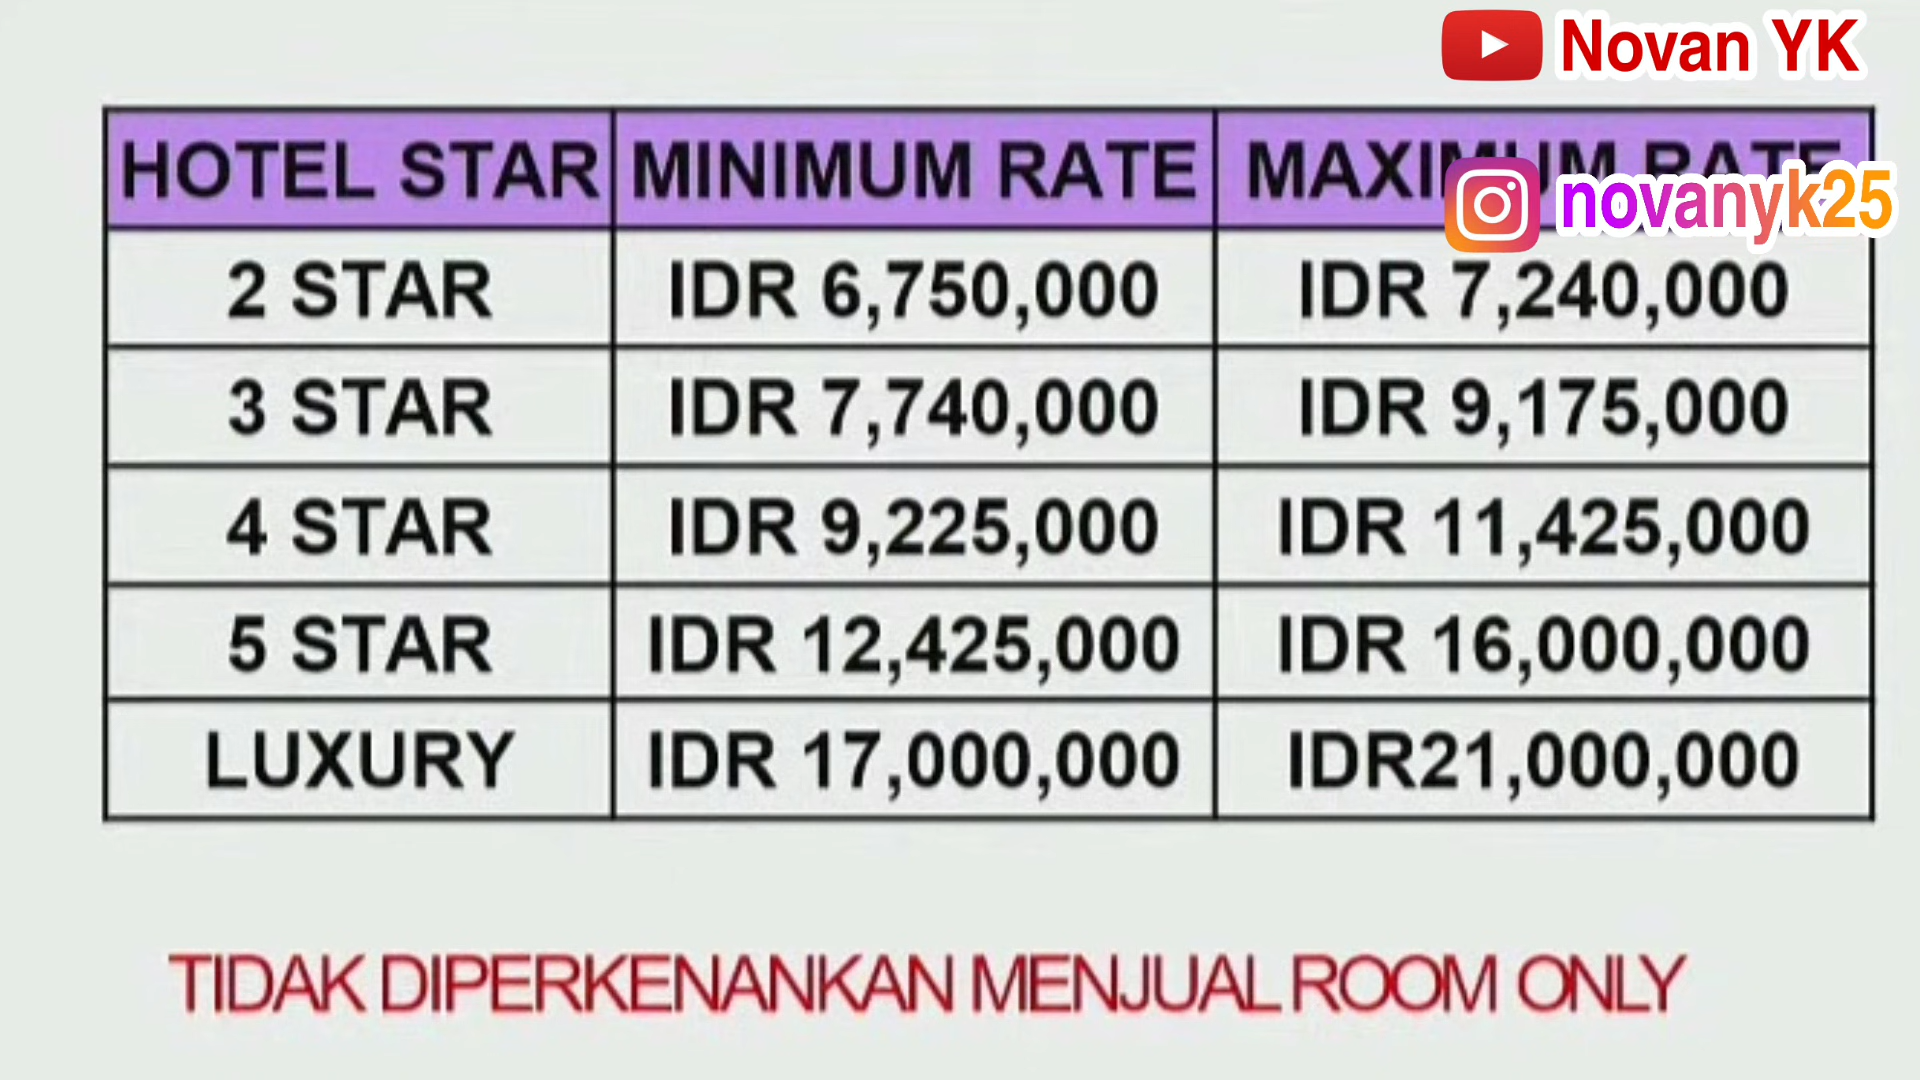 Novan YK
HOTEL STAR MINIMUM RATE MAXIMUM RATE
novanyk25
2 STAR IDR 6,750,000 IDR 7,240,000
3 STAR IDR 7,740,000 IDR 9,175,000
4 STAR IDR 9,225,000 IDR 11,425,000
5 STAR IDR 12,425,000 IDR 16,000,000
LUXURY IDR 17,000,000 IDR21,000,000
TIDAK DIPERKENANKAN MENJUAL ROOM ONLY